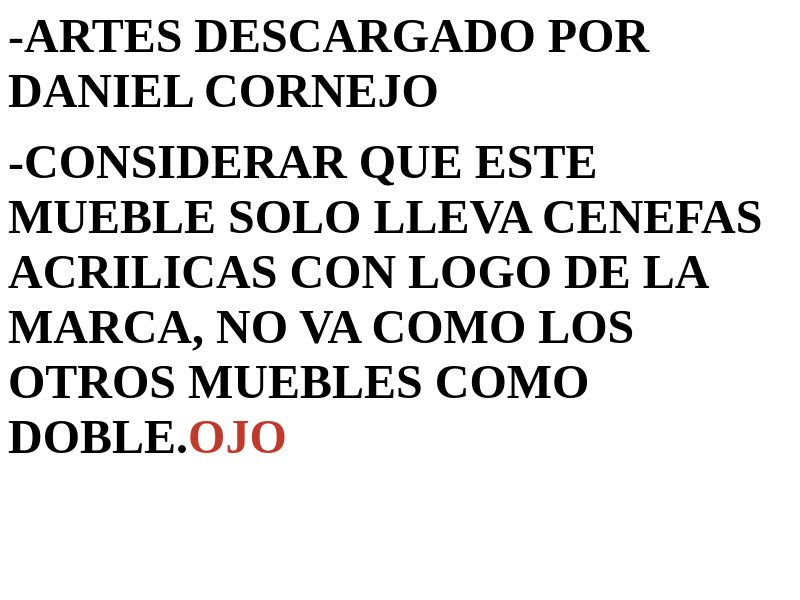 -ARTES DESCARGADO POR
DANIEL CORNEJO
-CONSIDERAR QUE ESTE
MUEBLE SOLO LLEVA CENEFAS
ACRILICAS CON LOGO DE LA
MARCA, NO VA COMO LOS
OTROS MUEBLES COMO
DOBLE.OJO